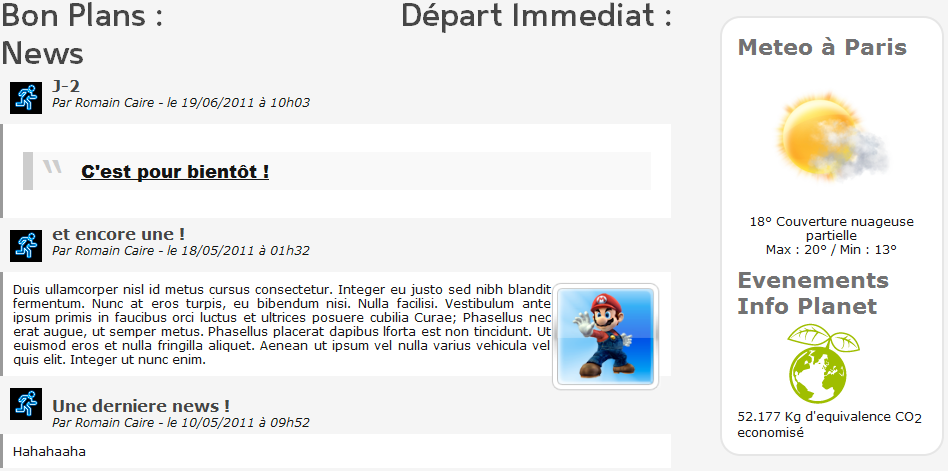 Bon Plans :
Départ Immediat :
News
J-2
Par Romain Caire - le 19/06/2011 à 10h03
C'est pour bientôt !
et encore une !
Par Romain Caire - le 18/05/2011 à 01h32
Duis ullamcorper nisl id metus cursus consectetur. Integer eu justo sed nibh blandit
fermentum. Nunc at eros turpis, eu bibendum nisi. Nulla facilisi. Vestibulum ante
ipsum primis in faucibus orci luctus et ultrices posuere cubilia Curae; Phasellus nec
erat augue, ut semper metus. Phasellus placerat dapibus lforta est non tincidunt. Ut
euismod eros et nulla fringilla aliquet. Aenean ut ipsum vel nulla varius vehicula vel
quis elit. Integer ut nunc enim.
Une derniere news !
Par Romain Caire - le 10/05/2011 à 09h52
Hahahaaha
Meteo à Paris
18° Couverture nuageuse
partielle
Max : 20° / Min : 13°
Evenements
Info Planet
52.177 Kg d'equivalence CO2
economisé